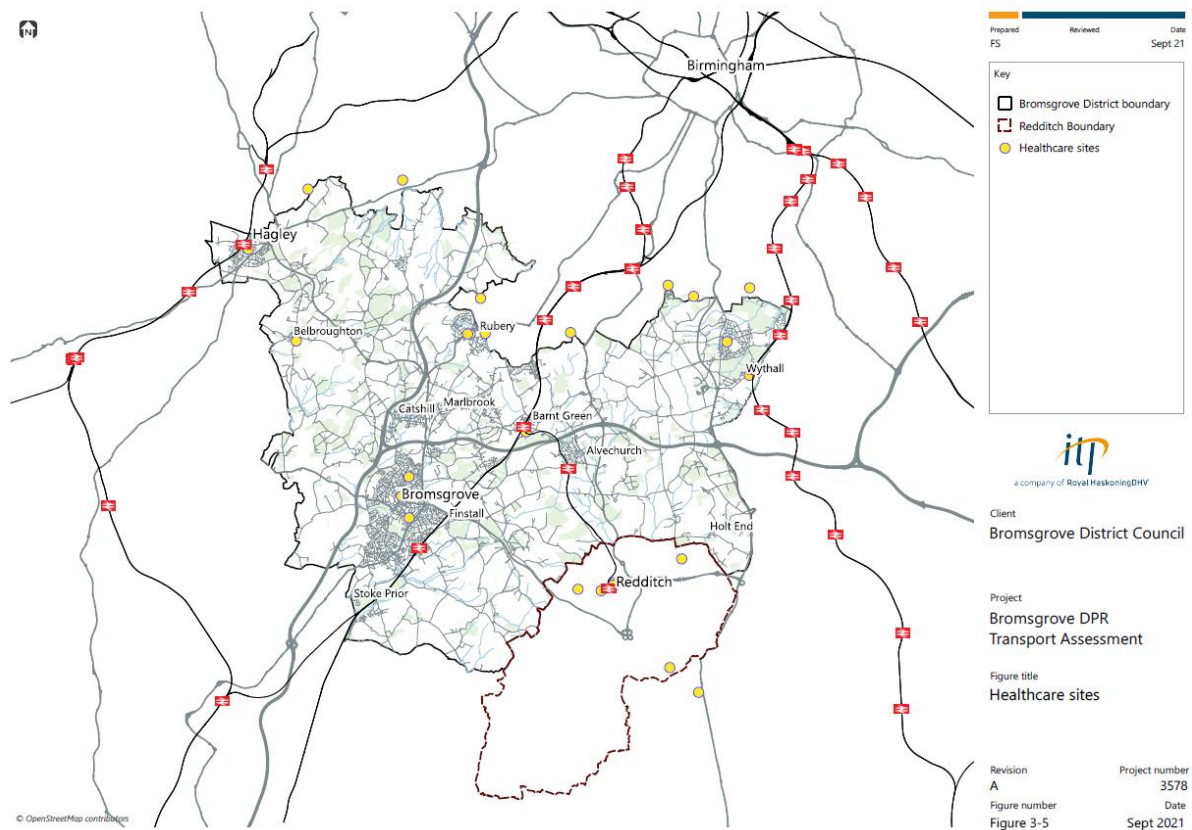 N
Birmingham
Hagley
Belbroughton
Rubery
Wythall
Catshill
Marlbrook
Barnt Green
Alvechurch
Bromsgrove
Finstall
Holt End
Stoke Prior
Redditch
© OpenStreetMap contributors
Prepared Reviewed Date
FS Sept 21
Key
Bromsgrove District boundary
Redditch Boundary
Healthcare sites
itp
a company of Royal HaskoningDHV
Client
Bromsgrove District Council
Project
Bromsgrove DPR
Transport Assessment
Figure title
Healthcare sites
Revision Project number
A 3578
Figure number Date
Figure 3-5 Sept 2021